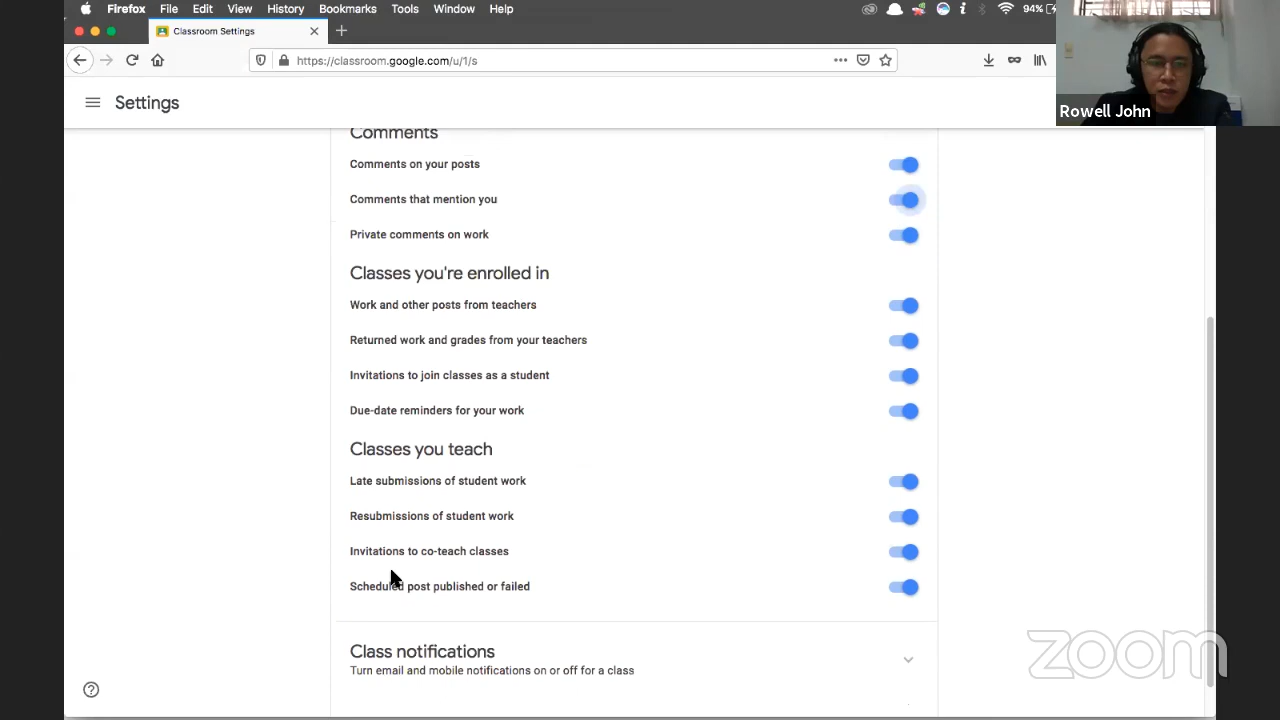 Firefox File Edit View History Bookmarks Tools Window Help
94%
Classroom Settings
https://classroom.google.com/u/1/s
Rowell John
Settings
Comments
Comments on your posts
Comments that mention you
Private comments on work
Classes you're enrolled in
Work and other posts from teachers
Returned work and grades from your teachers
Invitations to join classes as a student
Due-date reminders for your work
Classes you teach
Late submissions of student work
Resubmissions of student work
Invitations to co-teach classes
Scheduled post published or failed
Class notifications
Turn email and mobile notifications on or off for a class
zoom